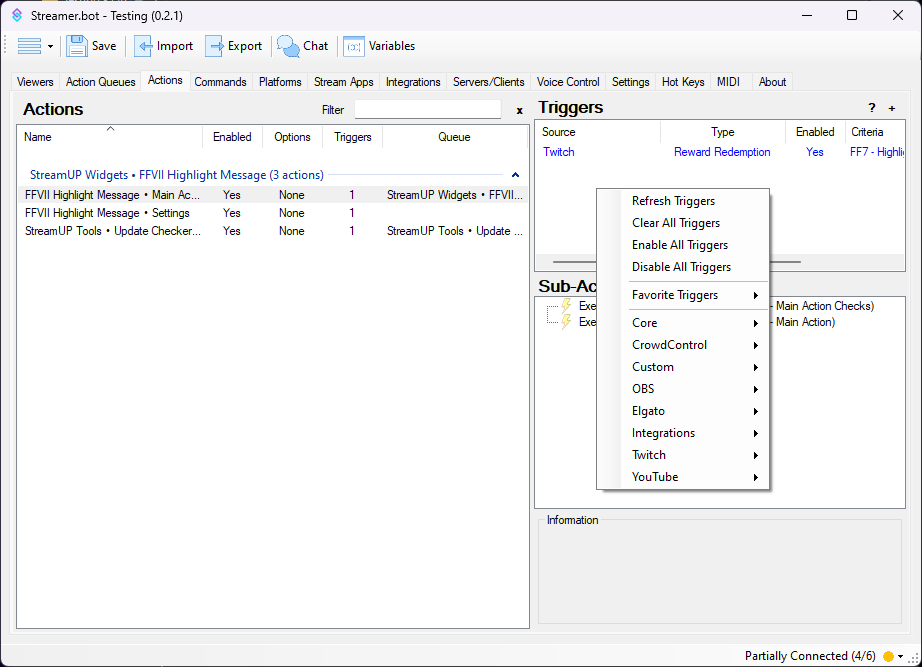 Streamer.bot - Testing (0.2.1)
Save Import Export Chat Variables
Viewers Action Queues Actions Commands Platforms Stream Apps Integrations Servers/Clients Voice Control Settings Hot Keys MIDI About
Actions Filter x
Name Enabled Options Triggers Queue
StreamUP Widgets • FFVII Highlight Message (3 actions)
FFVII Highlight Message • Main Ac... Yes None 1 StreamUP Widgets • FFVII...
FFVII Highlight Message • Settings Yes None 1
StreamUP Tools • Update Checker... Yes None 1 StreamUP Tools • Update ...
Triggers ? +
Source Type Enabled Criteria
Twitch Reward Redemption Yes FF7 - Highli
Refresh Triggers
Clear All Triggers
Enable All Triggers
Disable All Triggers
Favorite Triggers
Core
CrowdControl
Custom
OBS
Elgato
Integrations
Twitch
YouTube
Sub-Ac
Exe - Main Action Checks)
Exe - Main Action)
Information
Partially Connected (4/6)